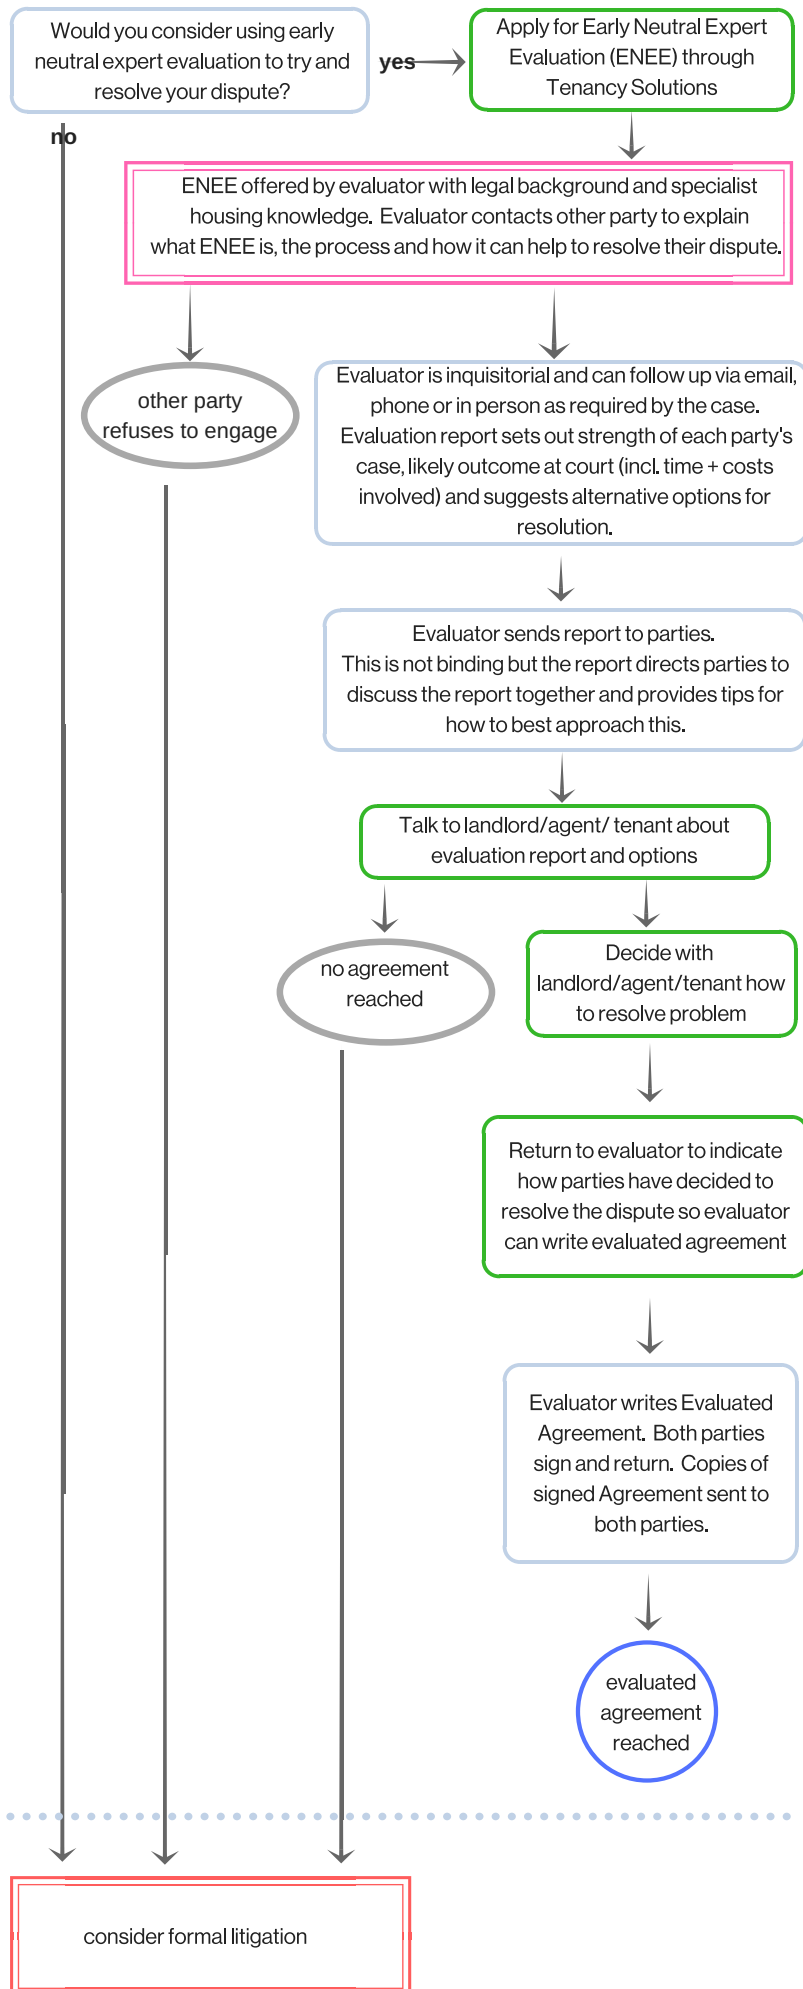 Would you consider using early
neutral expert evaluation to try and
resolve your dispute?
yes
Apply for Early Neutral Expert
Evaluation (ENEE) through
Tenancy Solutions
no
ENEE offered by evaluator with legal background and specialist
housing knowledge. Evaluator contacts other party to explain
what ENEE is, the process and how it can help to resolve their dispute.
other party
refuses to engage
Evaluator is inquisitorial and can follow up via email,
phone or in person as required by the case.
Evaluation report sets out strength of each party's
case, likely outcome at court (incl. time + costs
involved) and suggests alternative options for
resolution.
Evaluator sends report to parties.
This is not binding but the report directs parties to
discuss the report together and provides tips for
how to best approach this.
Talk to landlord/agent/ tenant about
evaluation report and options
no agreement
reached
Decide with
landlord/agent/tenant how
to resolve problem
Return to evaluator to indicate
how parties have decided to
resolve the dispute so evaluator
can write evaluated agreement
Evaluator writes Evaluated
Agreement. Both parties
sign and return. Copies of
signed Agreement sent to
both parties.
evaluated
agreement
reached
consider formal litigation